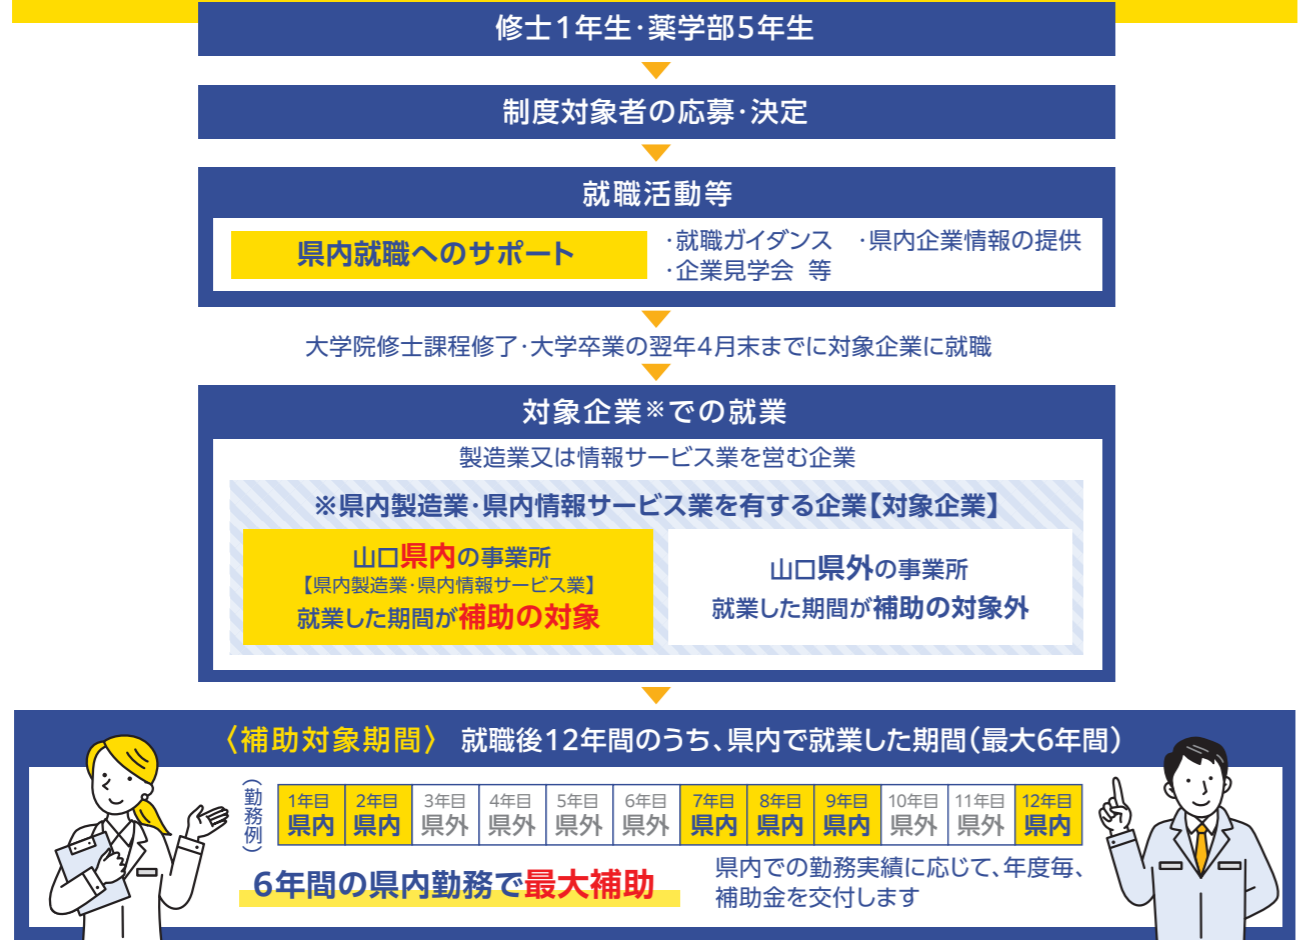 修士1年生・薬学部5年生
制度対象者の応募・決定
就職活動等
県内就職へのサポート
・就職ガイダンス ・県内企業情報の提供
・企業見学会 等
大学院修士課程修了・大学卒業の翌年4月末までに対象企業に就職
対象企業※での就業
製造業又は情報サービス業を営む企業
※県内製造業・県内情報サービス業を有する企業【対象企業】
山口県内の事業所
【県内製造業・県内情報サービス業】
就業した期間が補助の対象
山口県外の事業所
就業した期間が補助の対象外
〈補助対象期間〉 就職後12年間のうち、県内で就業した期間(最大6年間)
(勤務例)
1年目 2年目 3年目 4年目 5年目 6年目 7年目 8年目 9年目 10年目 11年目 12年目
県内 県内 県外 県外 県外 県外 県内 県内 県内 県外 県外 県内
6年間の県内勤務で最大補助
県内での勤務実績に応じて、年度毎、
補助金を交付します